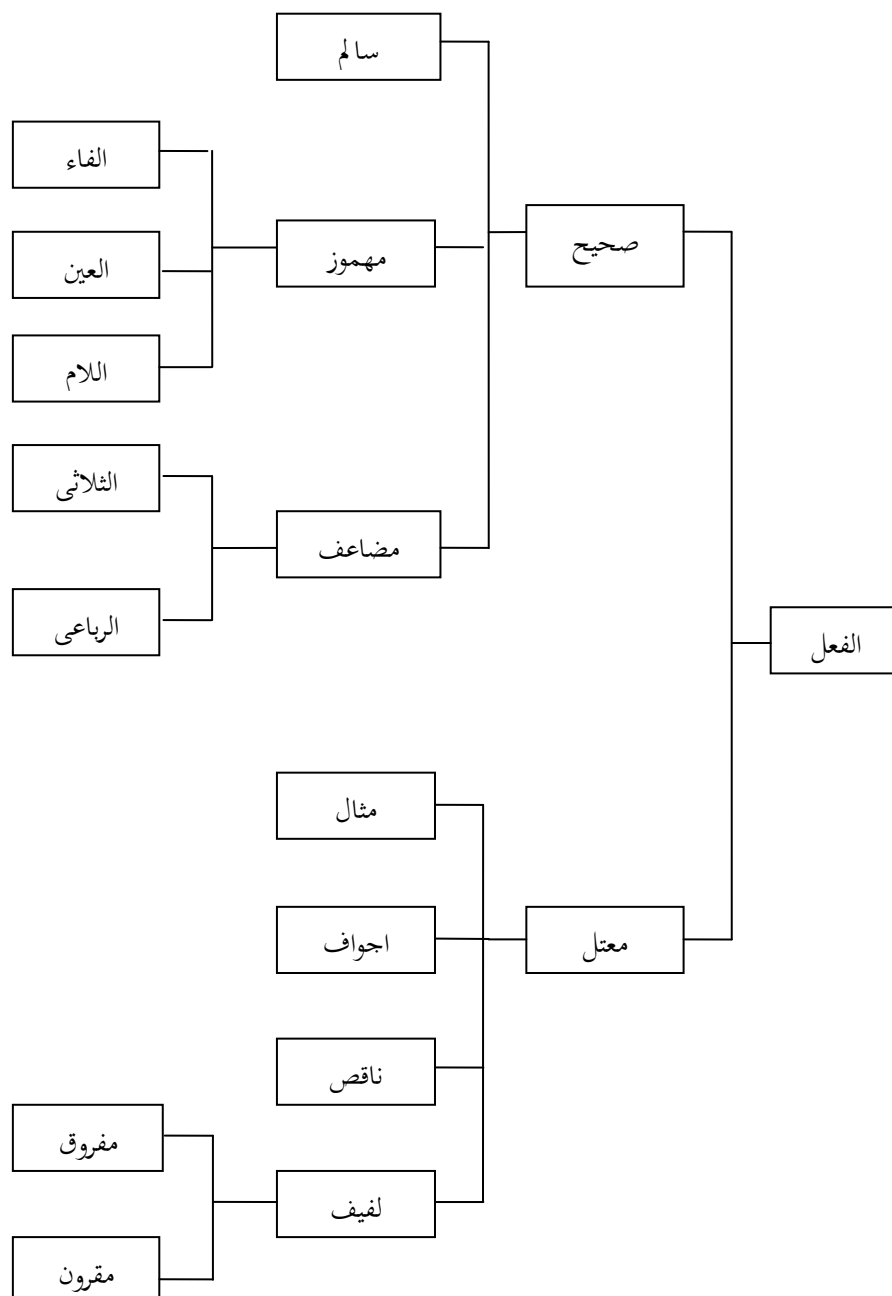 الفعل
صحيح
سالم
مهموز
الفاء
العين
اللام
مضاعف
الثلاثى
الرباعى
معتل
مثال
اجواف
ناقص
لفيف
مفروق
مقرون